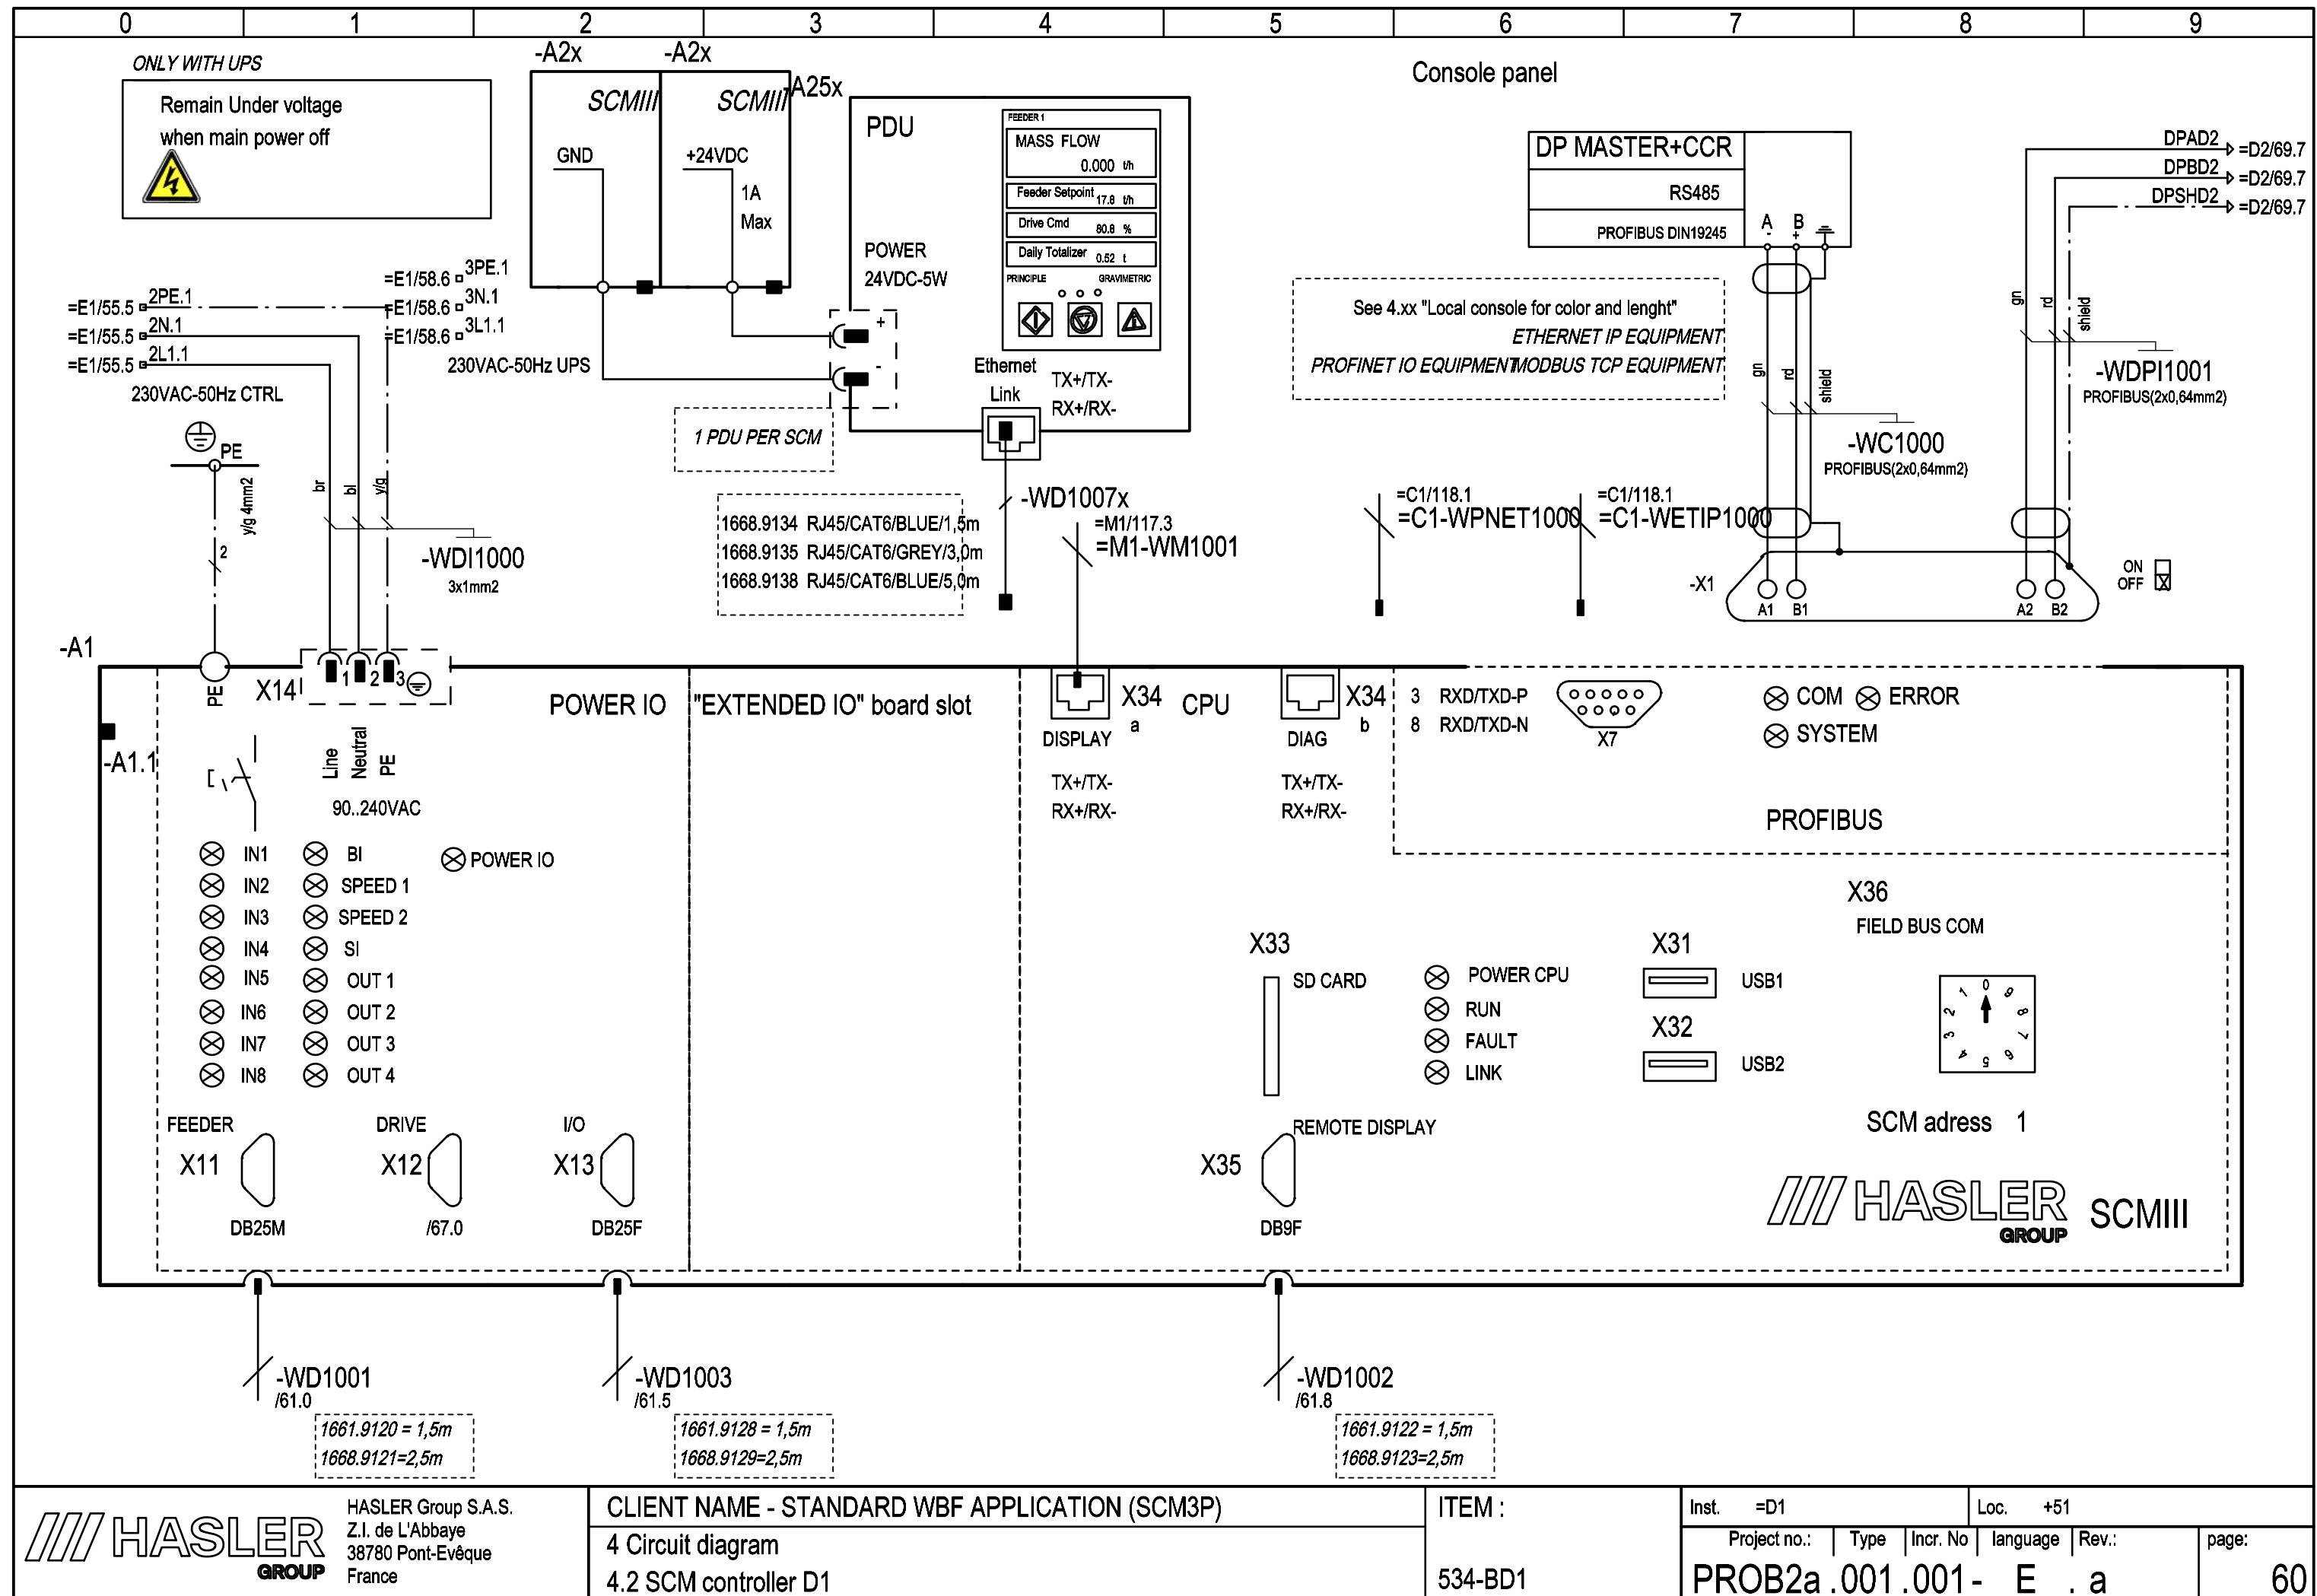 0 1 2 3 4 5 6 7 8 9
ONLY WITH UPS
Remain Under voltage
when main power off
-A2x
-A2x
SCMIII
SCMIII
-A25x
GND
+24VDC
1A
Max
PDU
POWER
24VDC-5W
+
-
FEEDER 1
MASS FLOW
0.000 t/h
Feeder Setpoint 17.8 t/h
Drive Cmd 80.8 %
Daily Totalizer 0.52 t
PRINCIPLE GRAVIMETRIC
Ethernet
Link
TX+/TX-
RX+/RX-
Console panel
DP MASTER+CCR
RS485
PROFIBUS DIN19245
A B
- +
DPAD2 =D2/69.7
DPBD2 =D2/69.7
DPSHD2 =D2/69.7
See 4.xx "Local console for color and lenght"
ETHERNET IP EQUIPMENT
PROFINET IO EQUIPMENT MODBUS TCP EQUIPMENT
gn
rd
shield
-WDPI1001
PROFIBUS(2x0,64mm2)
gn
rd
shield
-WC1000
PROFIBUS(2x0,64mm2)
=E1/58.6 3PE.1
=E1/58.6 3N.1
=E1/58.6 3L1.1
=E1/55.5 2PE.1
=E1/55.5 2N.1
=E1/55.5 2L1.1
230VAC-50Hz CTRL
230VAC-50Hz UPS
1 PDU PER SCM
PE
y/g 4mm2
2
br
bl
y/g
-WDI1000
3x1mm2
1668.9134 RJ45/CAT6/BLUE/1,5m
1668.9135 RJ45/CAT6/GREY/3,0m
1668.9138 RJ45/CAT6/BLUE/5,0m
-WD1007x
=M1/117.3
=M1-WM1001
=C1/118.1
=C1-WPNET1000
=C1/118.1
=C1-WETIP1000
-X1
A1 B1
A2 B2
ON
OFF X
-A1
-A1.1
PE
X14
1 2 3
Line
Neutral
PE
90..240VAC
POWER IO
"EXTENDED IO" board slot
X34
a
DISPLAY
TX+/TX-
RX+/RX-
CPU
X34
b
DIAG
TX+/TX-
RX+/RX-
3 RXD/TXD-P
8 RXD/TXD-N
X7
COM
ERROR
SYSTEM
PROFIBUS
IN1 BI
IN2 SPEED 1
IN3 SPEED 2
IN4 SI
IN5 OUT 1
IN6 OUT 2
IN7 OUT 3
IN8 OUT 4
POWER IO
X33
SD CARD
POWER CPU
RUN
FAULT
LINK
X31
USB1
X32
USB2
X36
FIELD BUS COM
0 1 2 3 4 5 6 7 8 9
SCM adress 1
FEEDER
X11
DB25M
DRIVE
X12
/67.0
I/O
X13
DB25F
REMOTE DISPLAY
X35
DB9F
HASLER
GROUP
SCMIII
-WD1001
/61.0
1661.9120 = 1,5m
1668.9121=2,5m
-WD1003
/61.5
1661.9128 = 1,5m
1668.9129=2,5m
-WD1002
/61.8
1661.9122 = 1,5m
1668.9123=2,5m
HASLER
GROUP
HASLER Group S.A.S.
Z.I. de L'Abbaye
38780 Pont-Evêque
France
CLIENT NAME - STANDARD WBF APPLICATION (SCM3P)
4 Circuit diagram
4.2 SCM controller D1
ITEM :
534-BD1
Inst. =D1
Loc. +51
Project no.: Type Incr. No language Rev.: page:
PROB2a .001 .001 - E . a 60